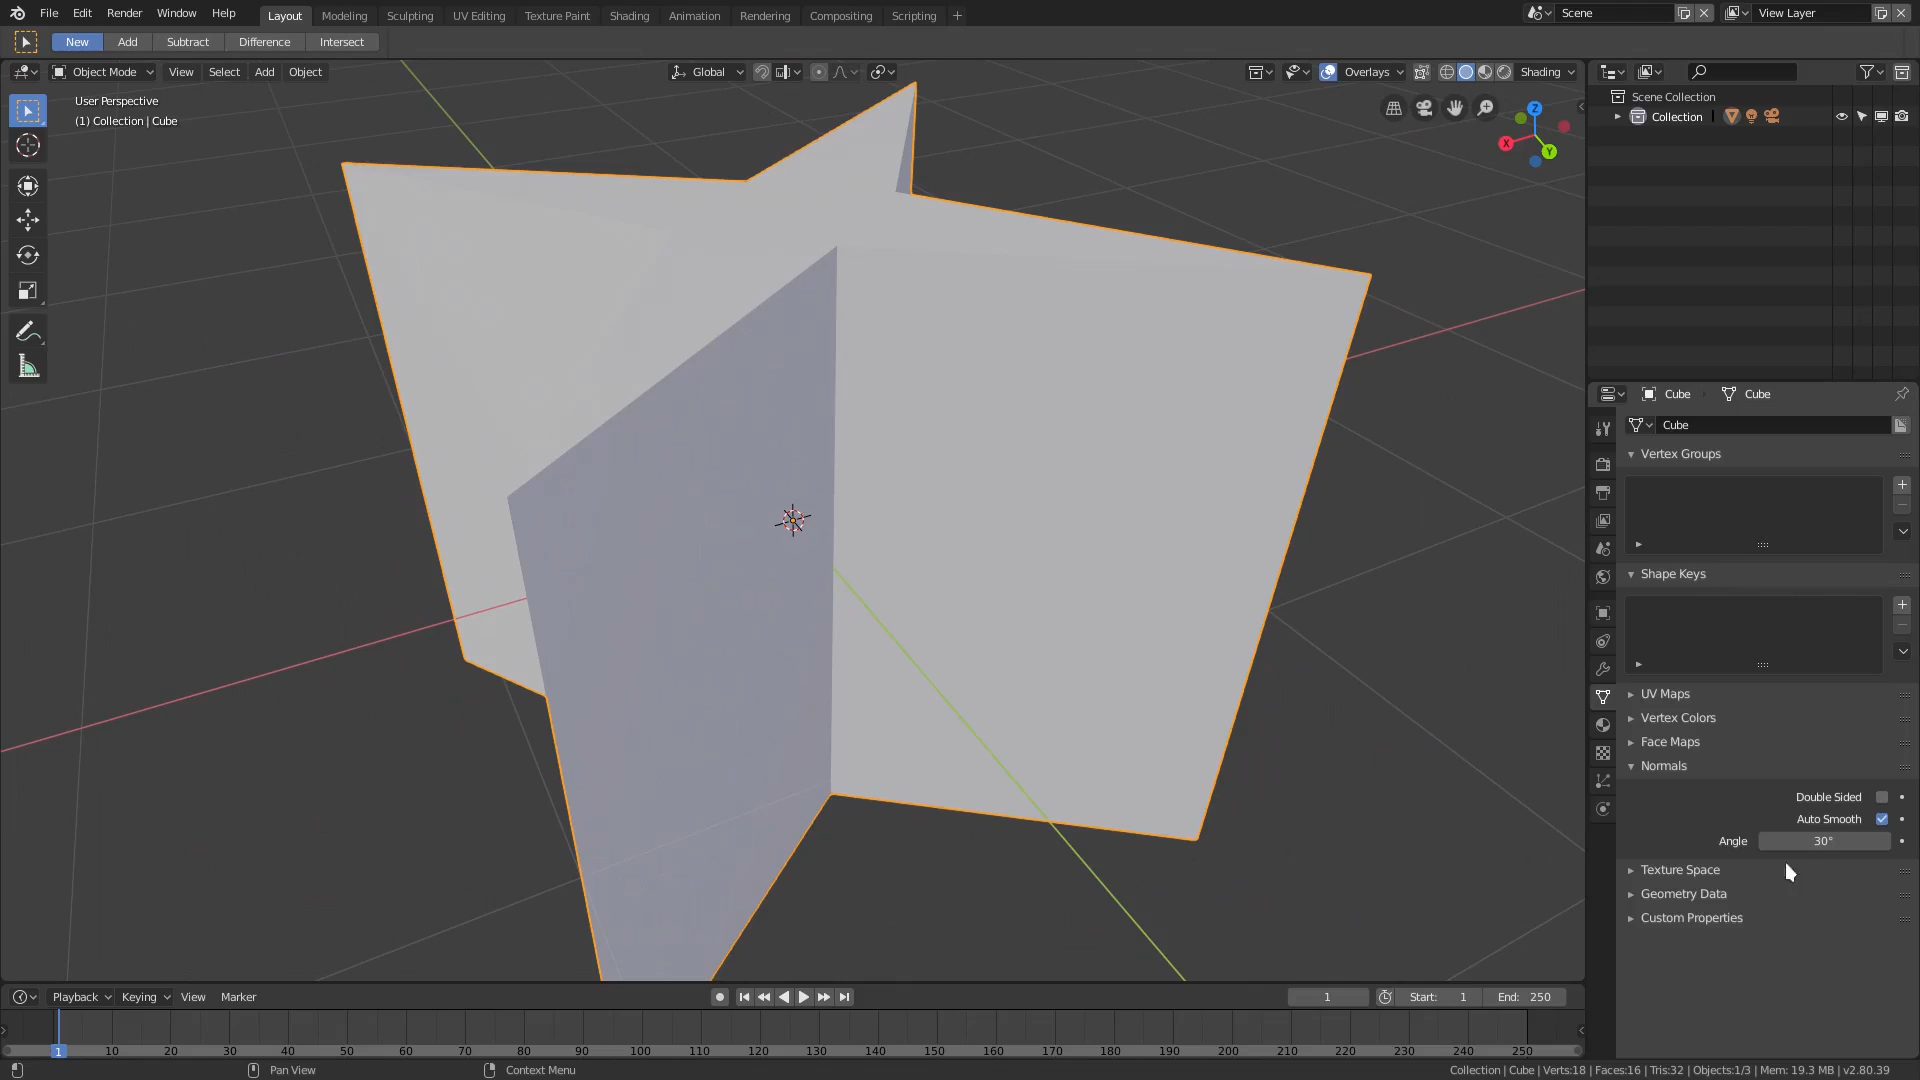 File Edit Render Window Help Layout Modeling Sculpting UV Editing Texture Paint Shading Animation Rendering Compositing Scripting + Scene View Layer
New Add Subtract Difference Intersect
Object Mode View Select Add Object Global Overlays Shading
User Perspective
(1) Collection | Cube
Z
X
Y
Scene Collection
Collection
Cube Cube
Cube
Vertex Groups
Shape Keys
UV Maps
Vertex Colors
Face Maps
Normals
Double Sided
Auto Smooth
Angle 30°
Texture Space
Geometry Data
Custom Properties
Playback Keying View Marker 1 Start: 1 End: 250
1 10 20 30 40 50 60 70 80 90 100 110 120 130 140 150 160 170 180 190 200 210 220 230 240 250
Pan View Context Menu Collection | Cube | Verts:18 | Faces:16 | Tris:32 | Objects:1/3 | Mem: 19.3 MB | v2.80.39